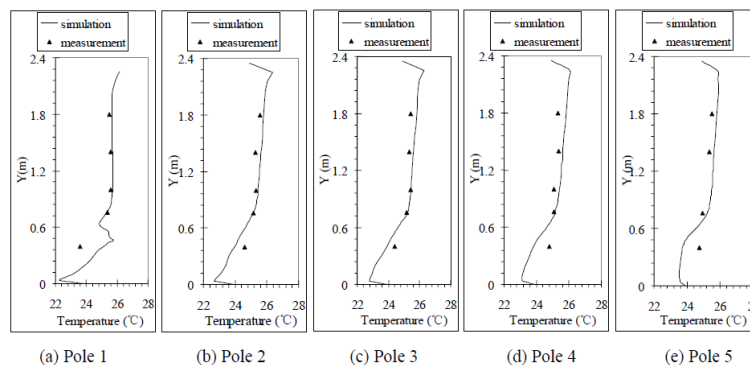 simulation
measurement
2.4
1.8
1.2
0.6
0
Y(m)
22 24 26 28
Temperature (℃)
(a) Pole 1
simulation
measurement
2.4
1.8
1.2
0.6
0
Y (m)
22 24 26 28
Temperature (℃)
(b) Pole 2
simulation
measurement
2.4
1.8
1.2
0.6
0
Y (m)
22 24 26 28
Temperature (℃)
(c) Pole 3
simulation
measurement
2.4
1.8
1.2
0.6
0
Y (m)
22 24 26 28
Temperature (℃)
(d) Pole 4
simulation
measurement
2.4
1.8
1.2
0.6
0
Y (m)
22 24 26 28
Temperature (℃)
(e) Pole 5